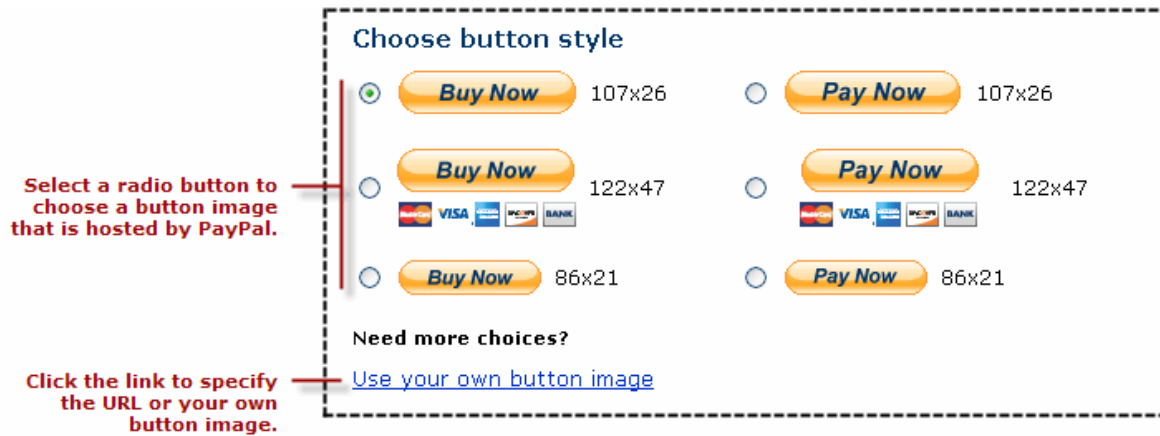 Choose button style
Buy Now 107x26 Pay Now 107x26
Buy Now 122x47 Pay Now 122x47
MasterCard VISA BANK MasterCard VISA BANK
Buy Now 86x21 Pay Now 86x21
Need more choices?
Use your own button image
Select a radio button to
choose a button image
that is hosted by PayPal.
Click the link to specify
the URL or your own
button image.